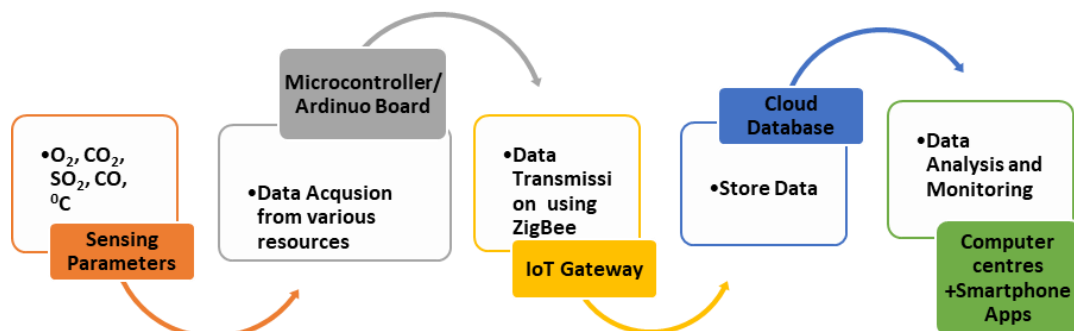 •O₂, CO₂,
SO₂, CO,
⁰C
Sensing
Parameters
Microcontroller/
Ardinuo Board
•Data Acqusion
from various
resources
•Data
Transmissi
on using
ZigBee
IoT Gateway
Cloud
Database
•Store Data
•Data
Analysis and
Monitoring
Computer
centres
+Smartphone
Apps